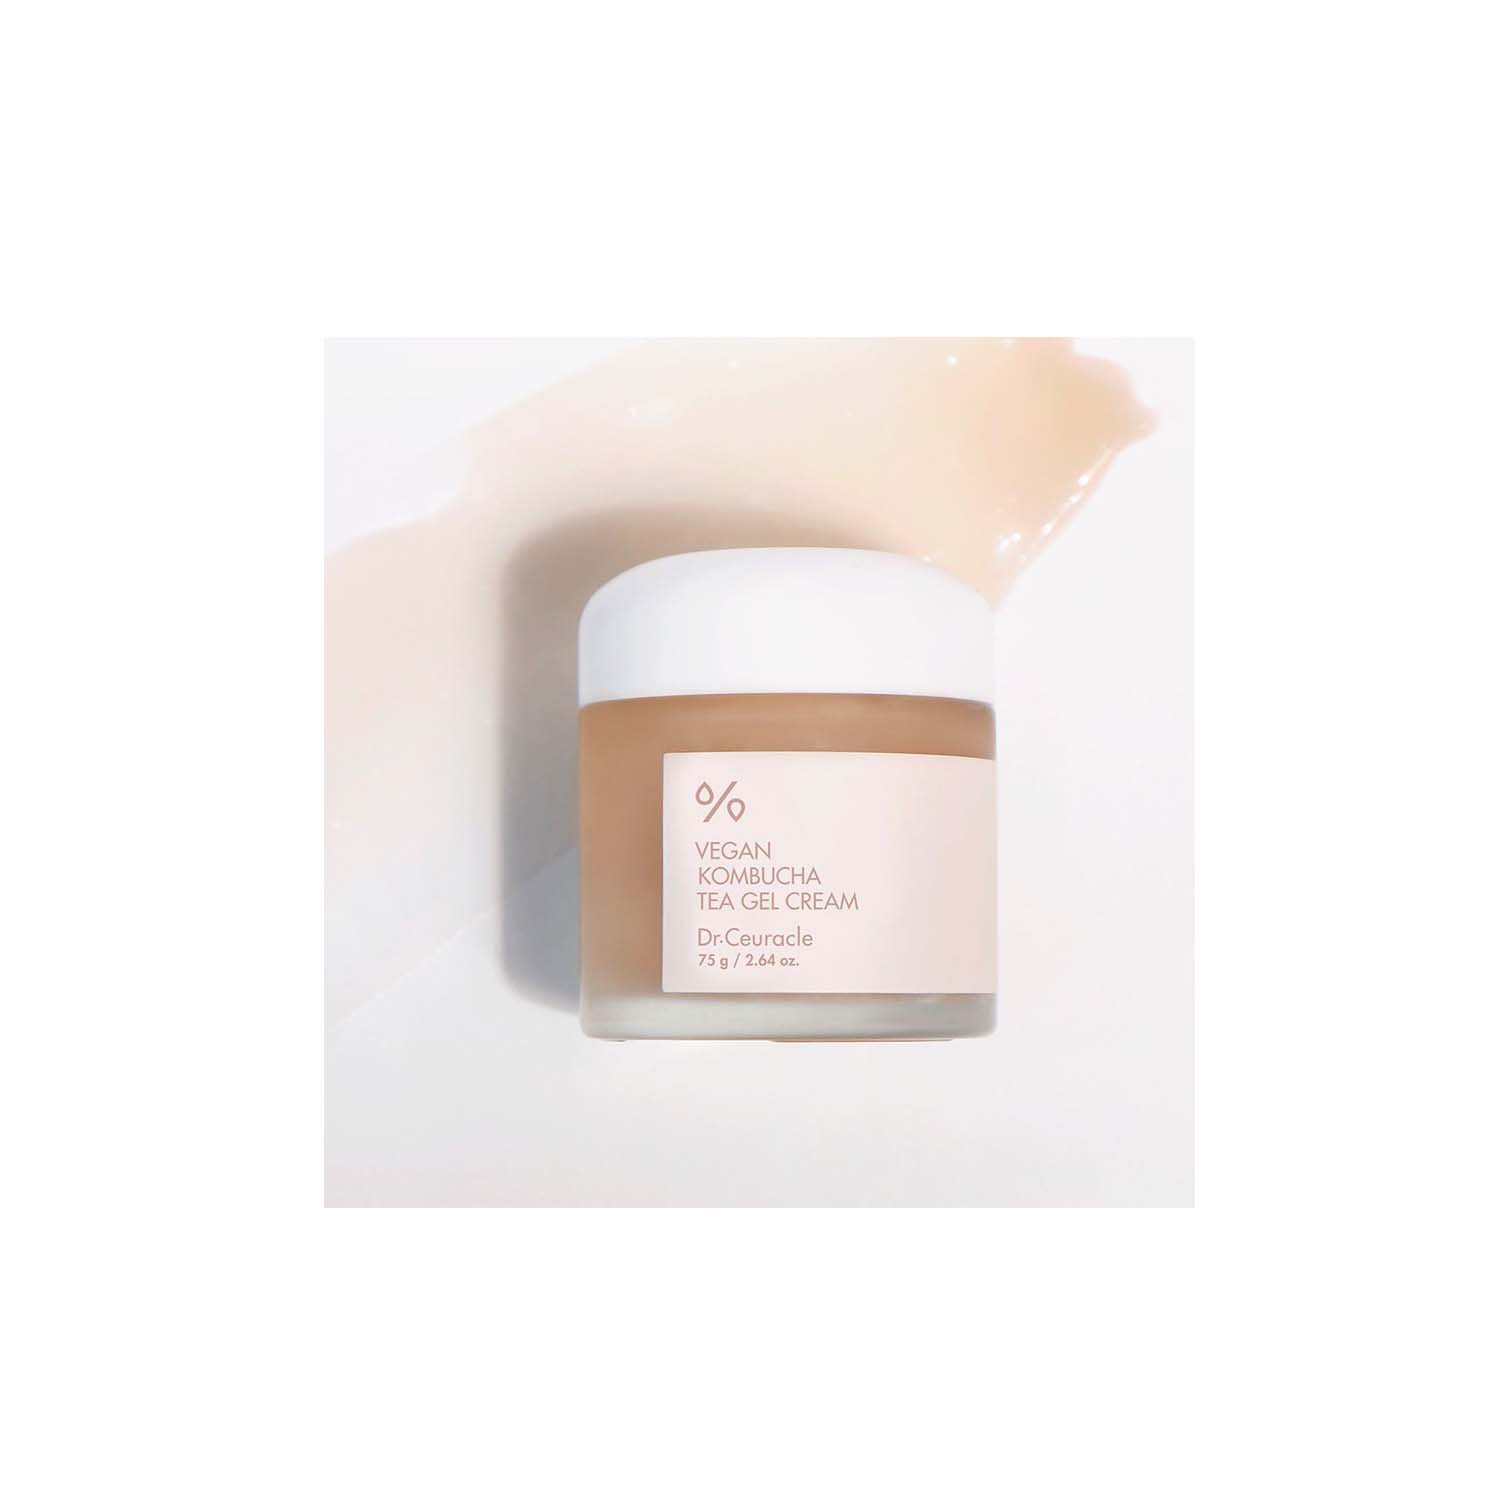 %
VEGAN
KOMBUCHA
TEA GEL CREAM
Dr.Ceuracle
75 g / 2.64 oz.